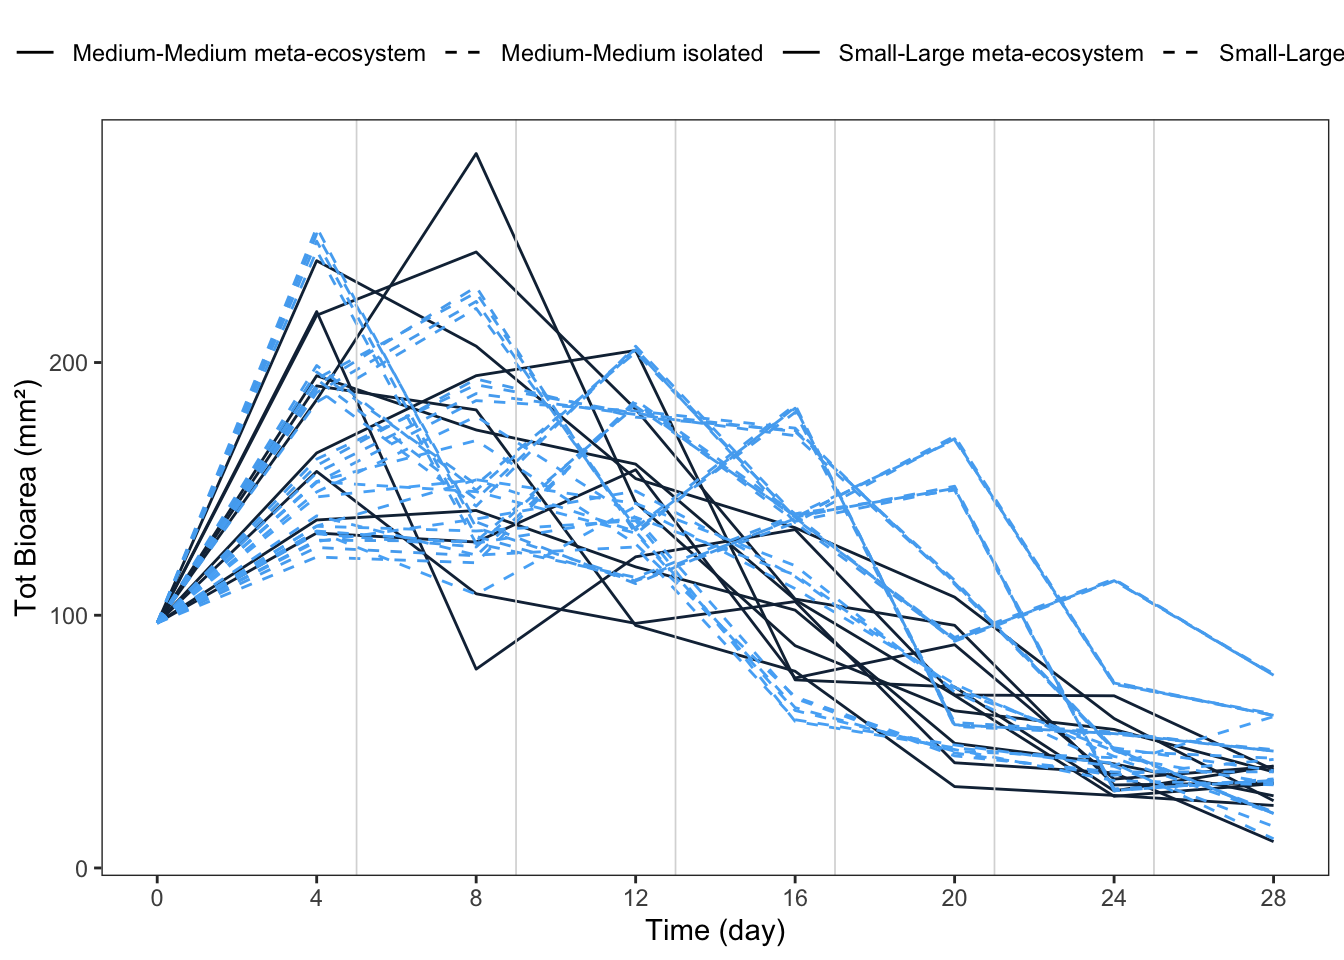 Medium-Medium meta-ecosystem Medium-Medium isolated Small-Large meta-ecosystem Small-Large
200
100
0
Tot Bioarea (mm²)
0 4 8 12 16 20 24 28
Time (day)